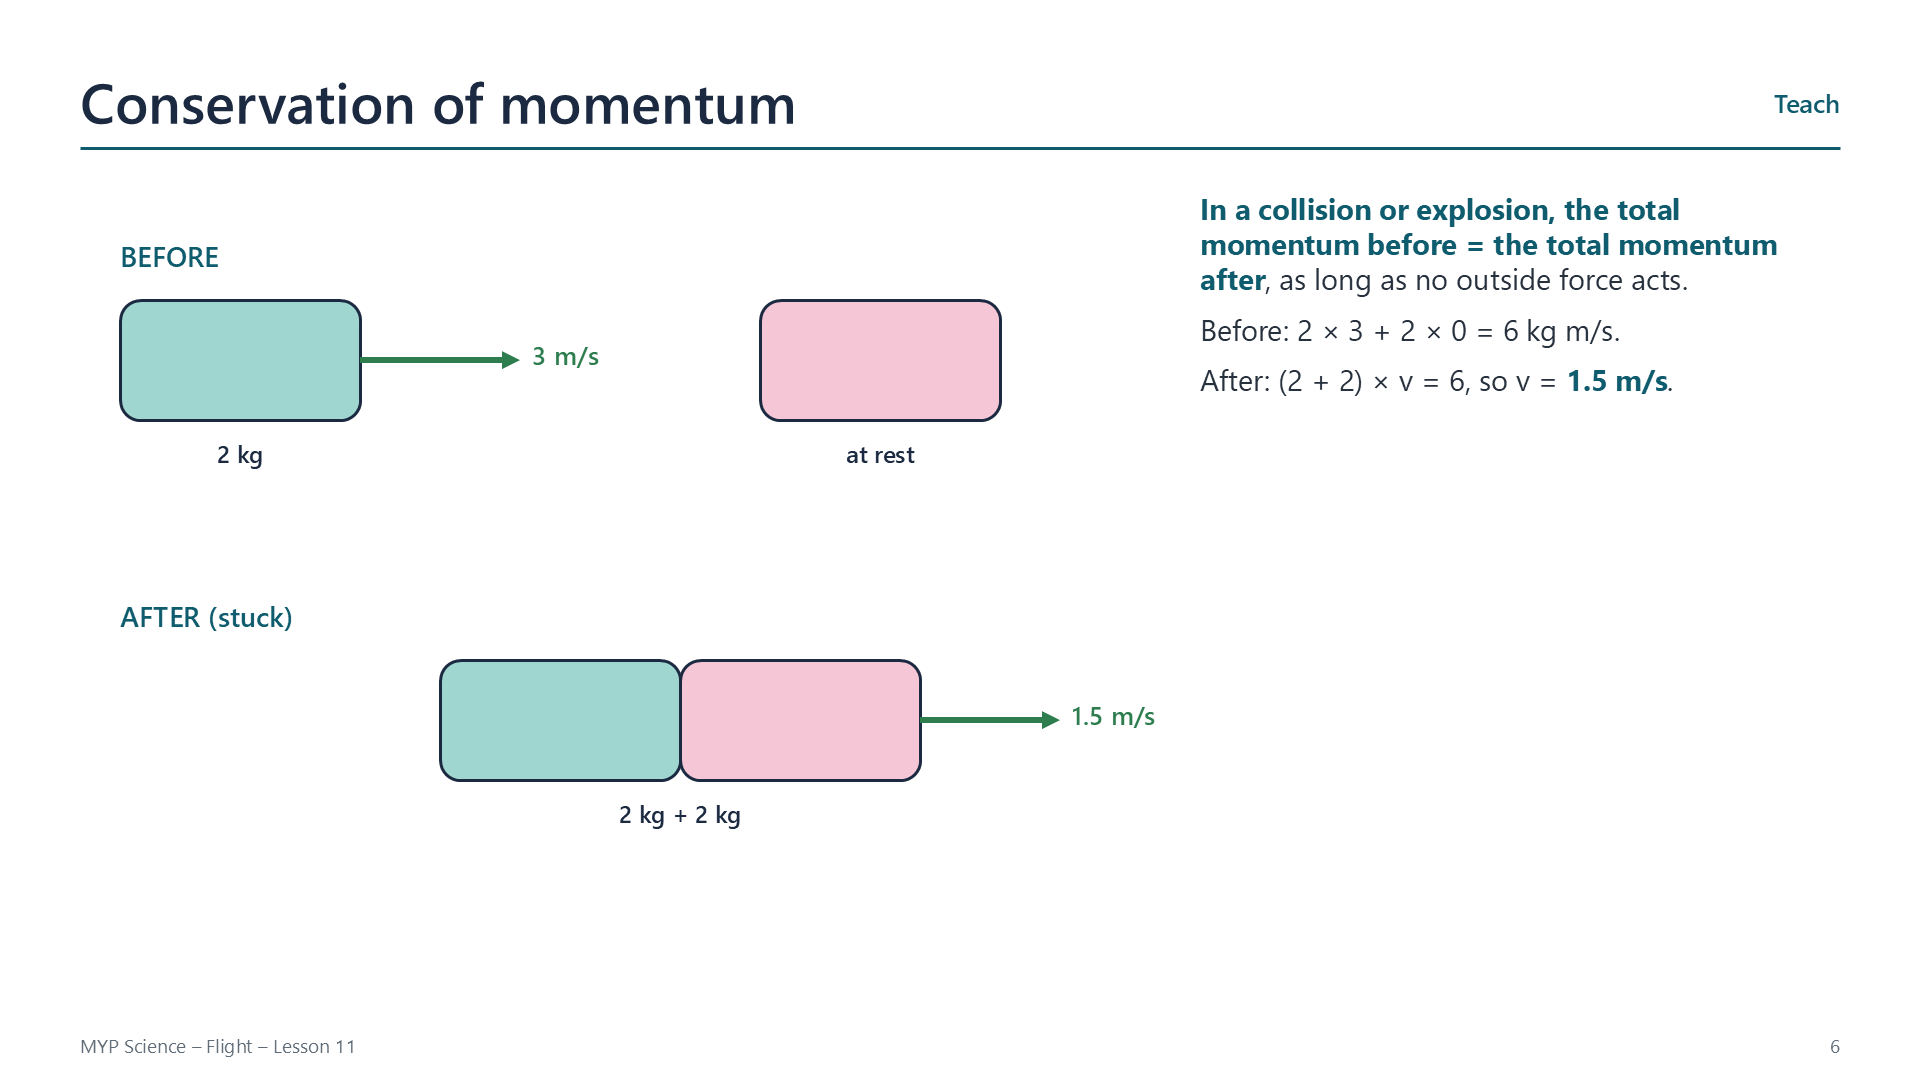 Conservation of momentum
Teach
BEFORE
3 m/s
2 kg
at rest
AFTER (stuck)
1.5 m/s
2 kg + 2 kg
In a collision or explosion, the total
momentum before = the total momentum
after, as long as no outside force acts.
Before: 2 × 3 + 2 × 0 = 6 kg m/s.
After: (2 + 2) × v = 6, so v = 1.5 m/s.
MYP Science – Flight – Lesson 11
6